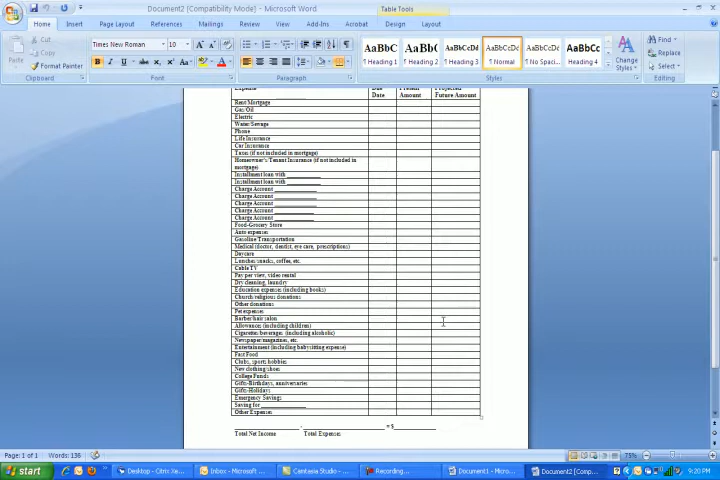 Document2 [Compatibility Mode] - Microsoft Word
Table Tools
Home Insert Page Layout References Mailings Review View Add-Ins Acrobat Design Layout
Cut
Copy
Paste
Format Painter
Clipboard
Times New Roman 10
Font
Paragraph
AaBbC AaBb( AaBbC AaBbCcDd AaBbCcDd AaBbCc
¶ Heading 1 ¶ Heading 2 ¶ Heading 3 ¶ Normal ¶ No Spaci... Heading 4
Change Styles
Styles
Find
Replace
Select
Editing
Expense Due Date Present Amount Projected Future Amount
Rent/Mortgage
Gas/Oil
Electric
Water/Sewage
Phone
Life Insurance
Car Insurance
Taxes (if not included in mortgage)
Homeowner's/Tenant Insurance (if not included in
mortgage)
Installment loan with
Installment loan with
Charge Account
Charge Account
Charge Account
Charge Account
Charge Account
Food-Grocery Store
Auto expenses
Gasoline/Transportation
Medical (doctor, dentist, eye care, prescriptions)
Daycare
Lunches/snacks, coffee, etc.
Cable TV
Pay per view, video rental
Dry cleaning, laundry
Education expenses (including books)
Church/religious donations
Other donations
Pet expenses
Barber/hair salon
Allowances (including children)
Cigarettes/beverages (including alcoholic)
Newspaper/magazines, etc.
Entertainment (including babysitting expense)
Fast Food
Clubs, sports/hobbies
New clothing/shoes
College Funds
Gifts-Birthdays, anniversaries
Gifts-Holidays
Emergency Savings
Saving for
Other Expenses
- = $
Total Net Income Total Expenses
Page: 1 of 1 Words: 138 75%
start Desktop - Citrix Xe... Inbox - Microsoft ... Camtasia Studio - ... Recording... Document1 - Micro... Document2 [Comp... 9:20 PM